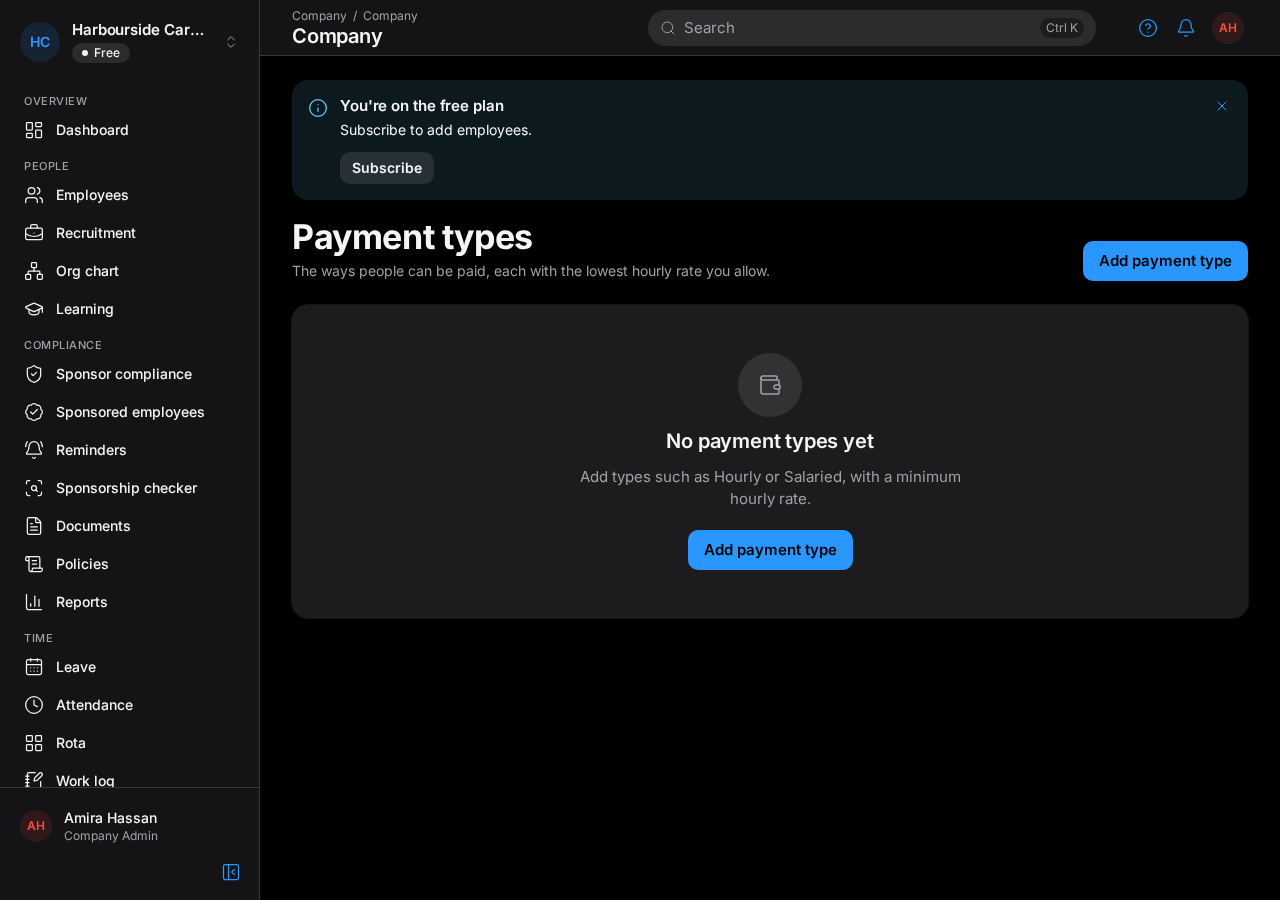 HC
Harbourside Car...
Free
OVERVIEW
Dashboard
PEOPLE
Employees
Recruitment
Org chart
Learning
COMPLIANCE
Sponsor compliance
Sponsored employees
Reminders
Sponsorship checker
Documents
Policies
Reports
TIME
Leave
Attendance
Rota
Work log
AH
Amira Hassan
Company Admin
Company / Company
Company
Search
Ctrl K
AH
You're on the free plan
Subscribe to add employees.
Subscribe
Payment types
The ways people can be paid, each with the lowest hourly rate you allow.
Add payment type
No payment types yet
Add types such as Hourly or Salaried, with a minimum
hourly rate.
Add payment type